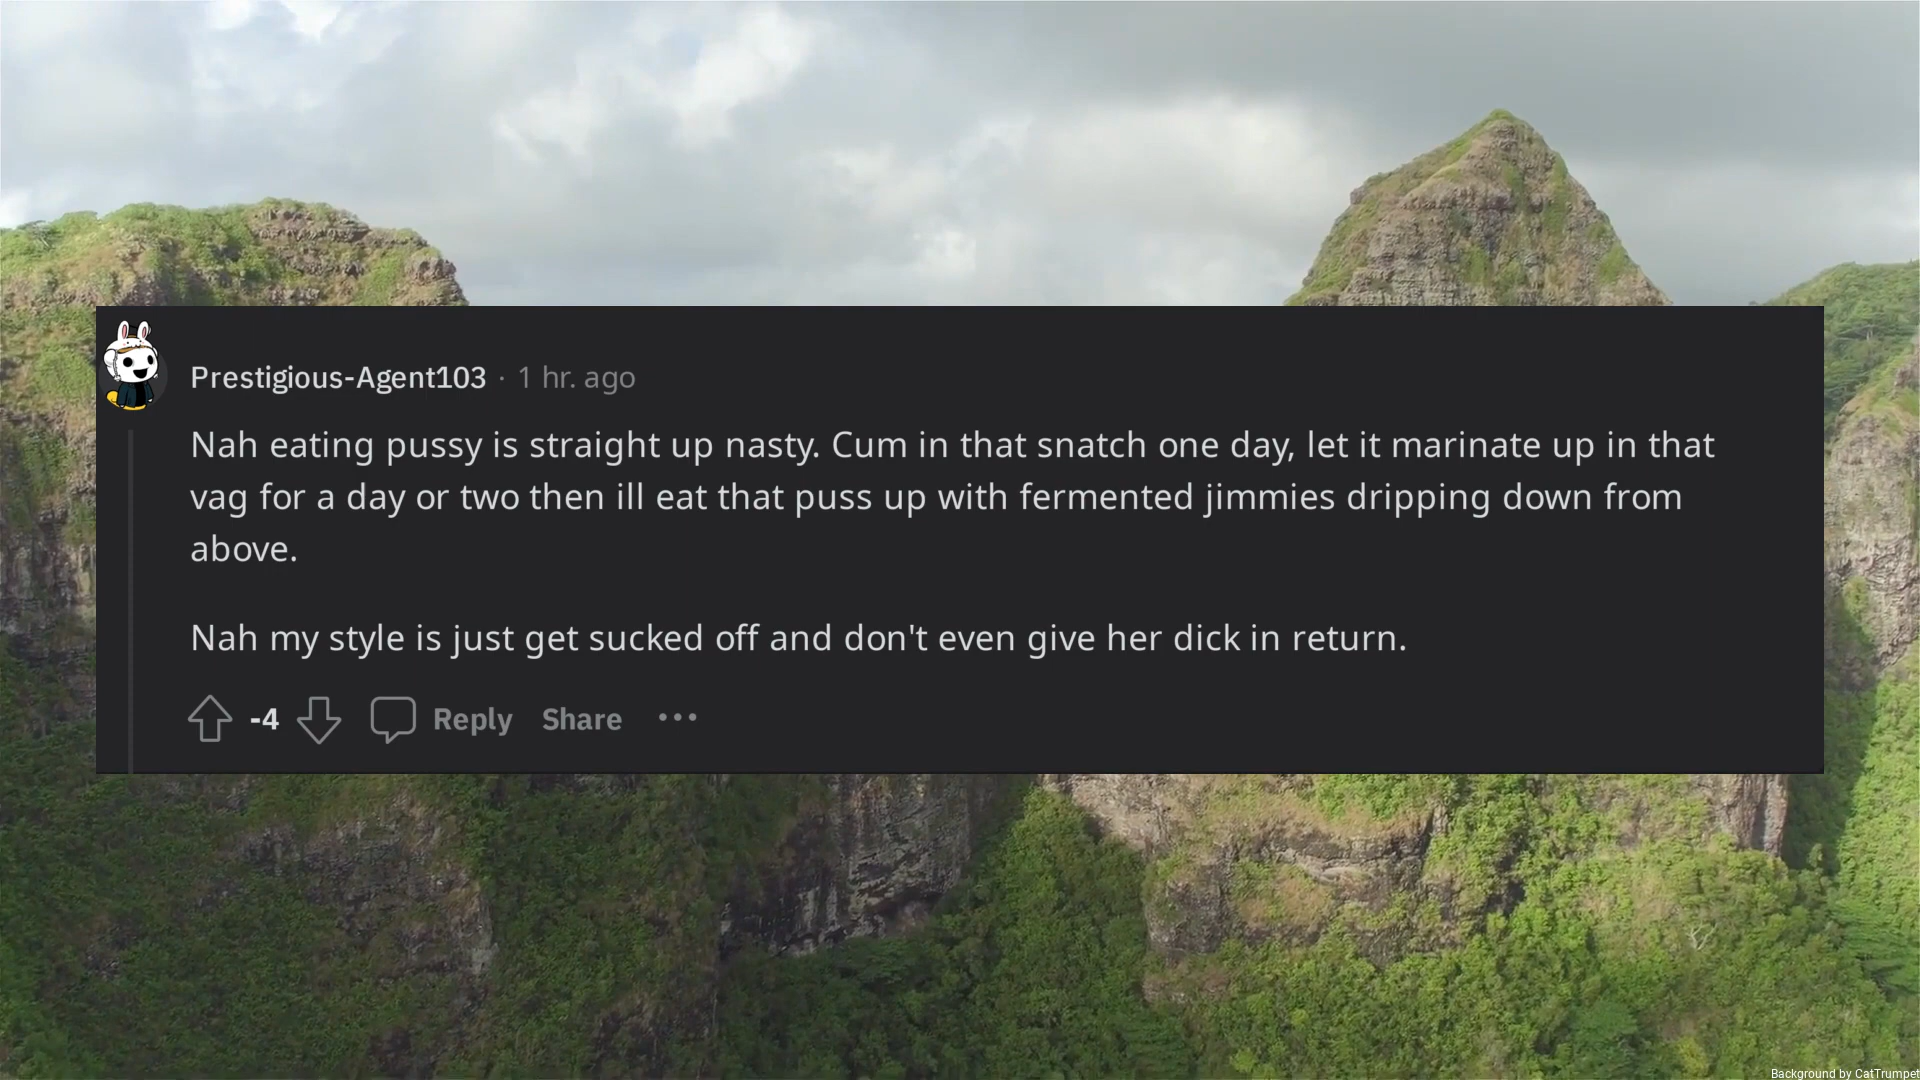 Prestigious-Agent103 · 1 hr. ago
Nah eating pussy is straight up nasty. Cum in that snatch one day, let it marinate up in that
vag for a day or two then ill eat that puss up with fermented jimmies dripping down from
above.
Nah my style is just get sucked off and don't even give her dick in return.
-4 Reply Share ...
Background by CatTrumpet